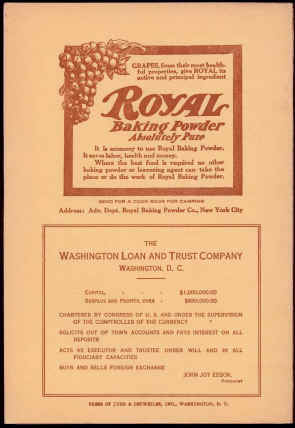 GRAPES, from their most health-
ful properties, give ROYAL its
active and principal ingredient
ROYAL
Baking Powder
Absolutely Pure
It is economy to use Royal Baking Powder.
It saves labor, health and money.
Where the best food is required no other
baking powder or leavening agent can take the
place or do the work of Royal Baking Powder.
SEND FOR A COOK BOOK FOR CAMPING
Address: Adv. Dept. Royal Baking Powder Co., New York City
THE
WASHINGTON LOAN AND TRUST COMPANY
WASHINGTON, D. C.
CAPITAL, - - - $1,000,000.00
SURPLUS AND PROFITS, OVER - $800,000.00
CHARTERED BY CONGRESS OF U. S. AND UNDER THE SUPERVISION
OF THE COMPTROLLER OF THE CURRENCY
SOLICITS OUT OF TOWN ACCOUNTS AND PAYS INTEREST ON ALL
DEPOSITS
ACTS AS EXECUTOR AND TRUSTEE UNDER WILL AND IN ALL
FIDUCIARY CAPACITIES
BUYS AND SELLS FOREIGN EXCHANGE
JOHN JOY EDSON,
PRESIDENT
PRESS OF JUDD & DETWEILER, INC., WASHINGTON, D. C.